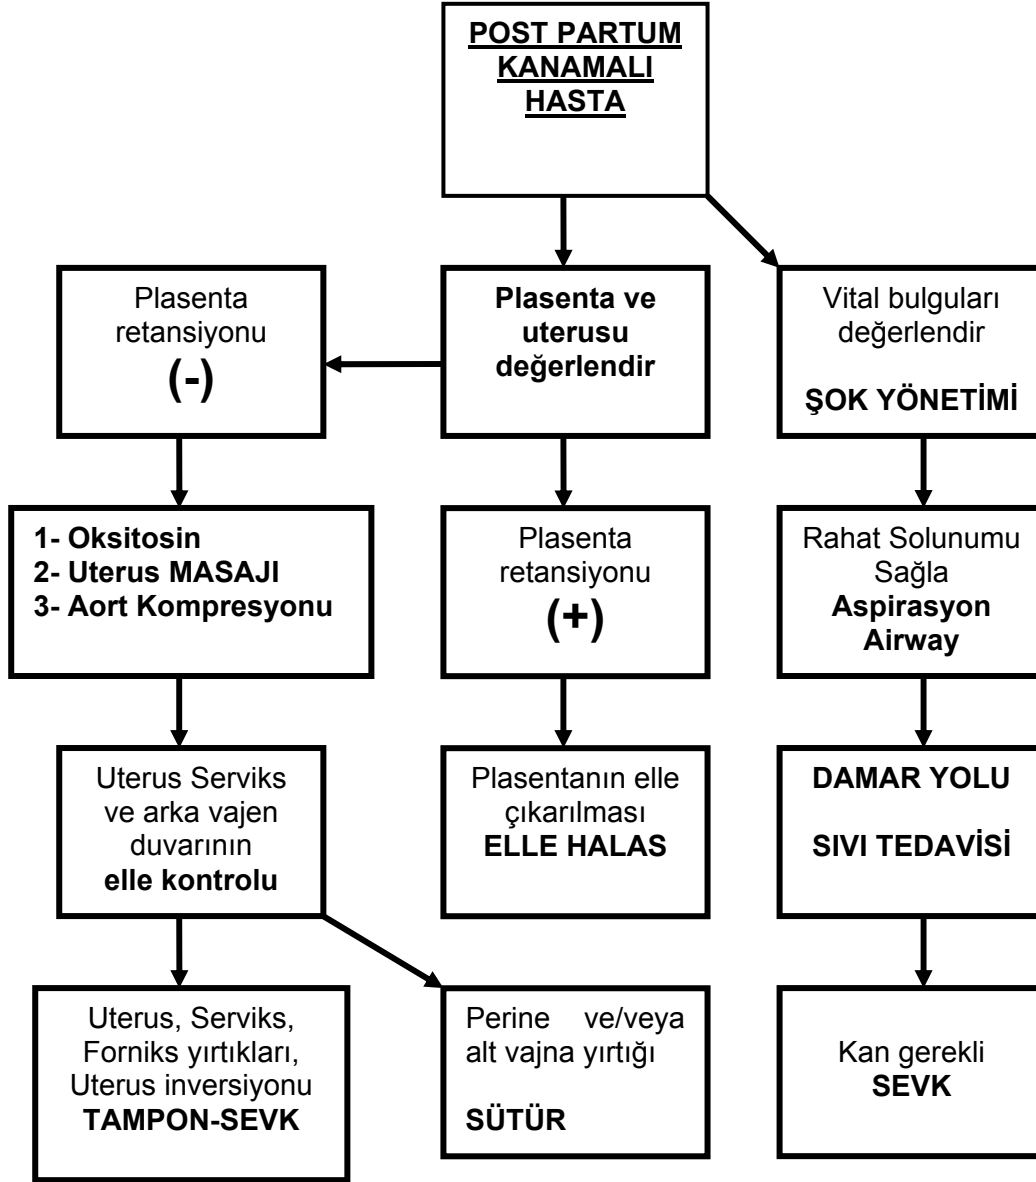 POST PARTUM
KANAMALI
HASTA
Plasenta
retansiyonu
(-)
Plasenta ve
uterusu
değerlendir
Vital bulguları
değerlendir
ŞOK YÖNETİMİ
1- Oksitosin
2- Uterus MASAJI
3- Aort Kompresyonu
Plasenta
retansiyonu
(+)
Rahat Solunumu
Sağla
Aspirasyon
Airway
Uterus Serviks
ve arka vajen
duvarının
elle kontrolu
Plasentanın elle
çıkarılması
ELLE HALAS
DAMAR YOLU
SIVI TEDAVİSİ
Uterus, Serviks,
Forniks yırtıkları,
Uterus inversiyonu
TAMPON-SEVK
Perine ve/veya
alt vajna yırtığı
SÜTÜR
Kan gerekli
SEVK